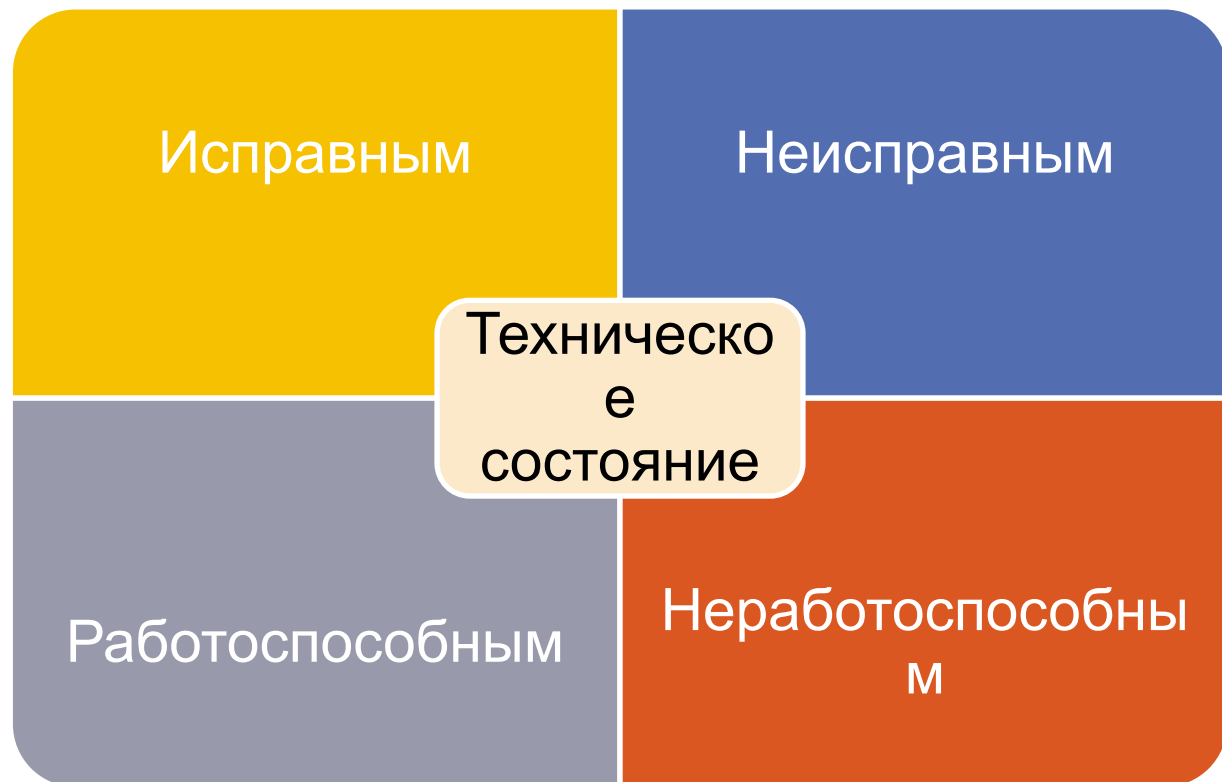 Исправным
Неисправным
Техническо
е
состояние
Работоспособным
Неработоспособны
м